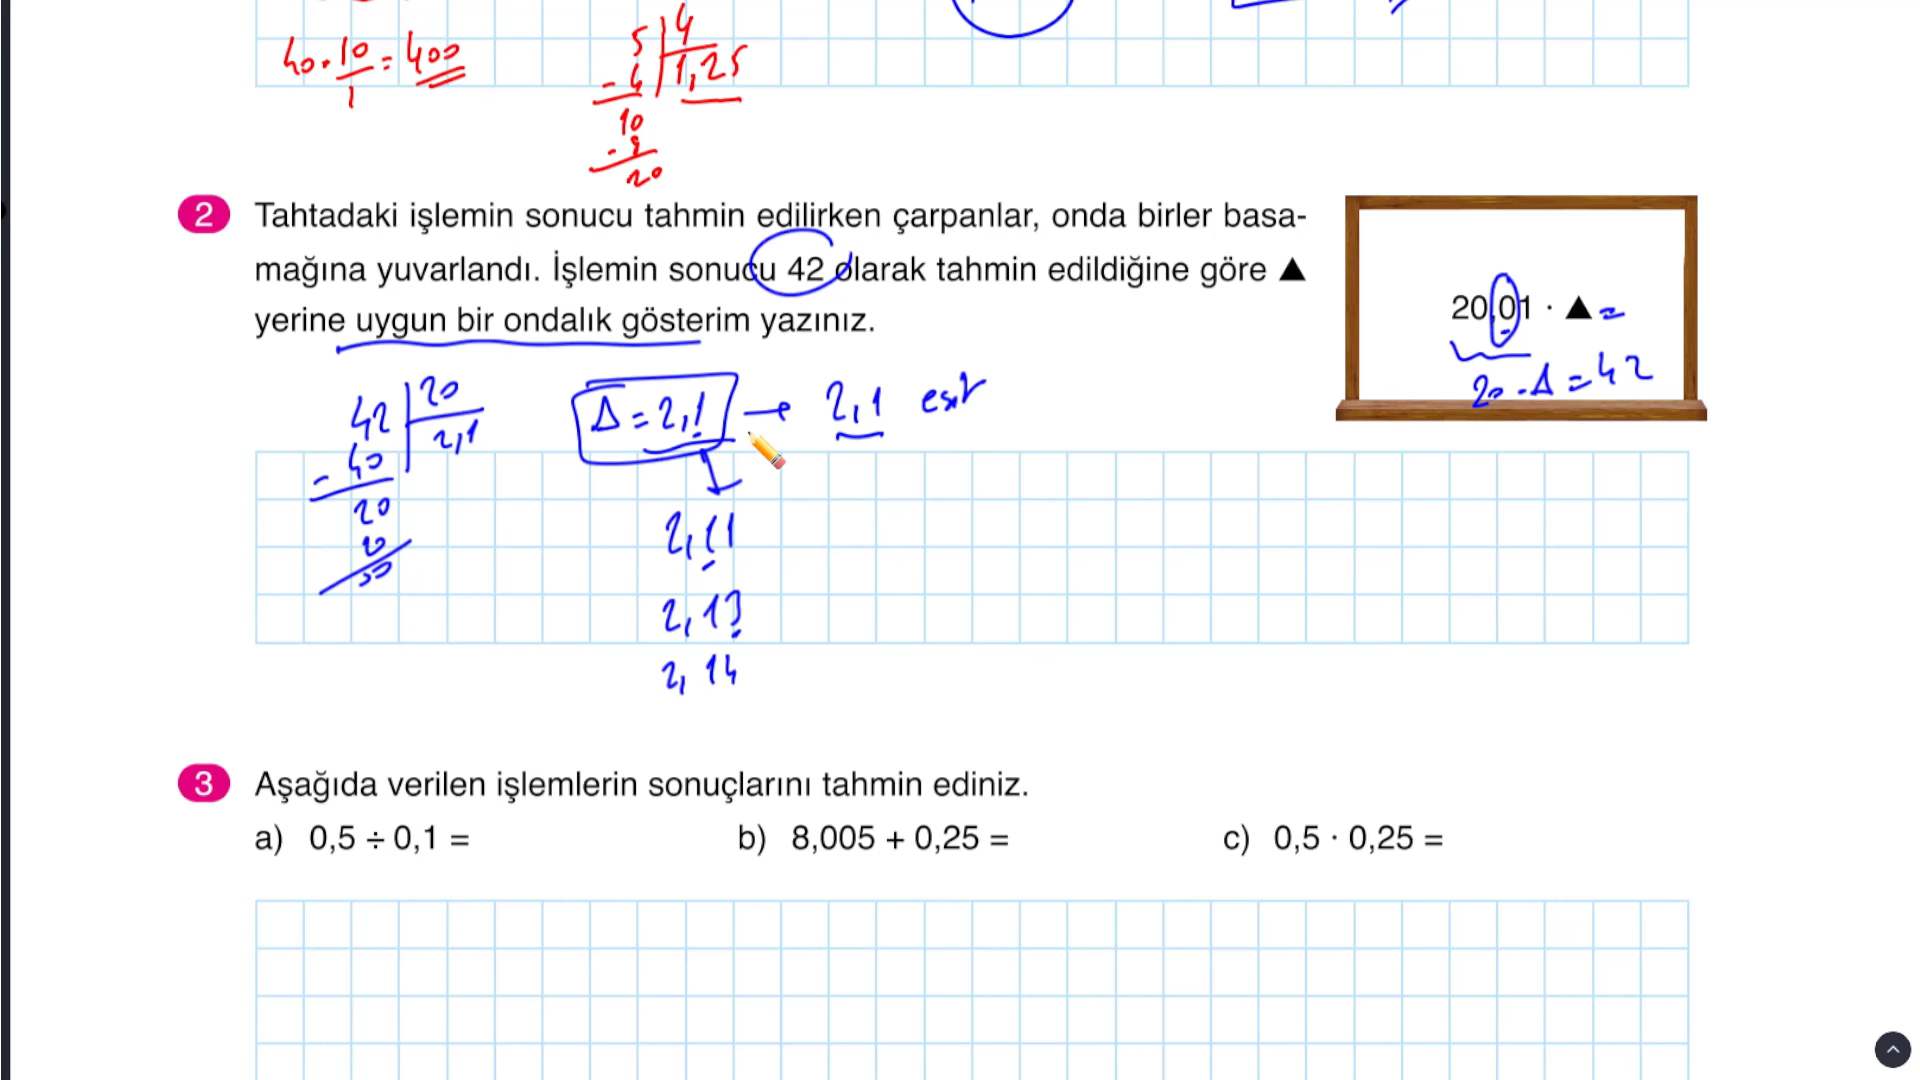 40 · 10/1 = 400
5 | 4
- 4 | 1,25
10
- 8
20
2 Tahtadaki işlemin sonucu tahmin edilirken çarpanlar, onda birler basa-
mağına yuvarlandı. İşlemin sonucu 42 olarak tahmin edildiğine göre ▲
yerine uygun bir ondalık gösterim yazınız.
20,01 · ▲ =
20 · Δ = 42
42 | 20
- 40 | 2,1
20
20
00
Δ = 2,1 → 2,1 eşit
2,11
2,13
2,14
3 Aşağıda verilen işlemlerin sonuçlarını tahmin ediniz.
a) 0,5 ÷ 0,1 =
b) 8,005 + 0,25 =
c) 0,5 · 0,25 =